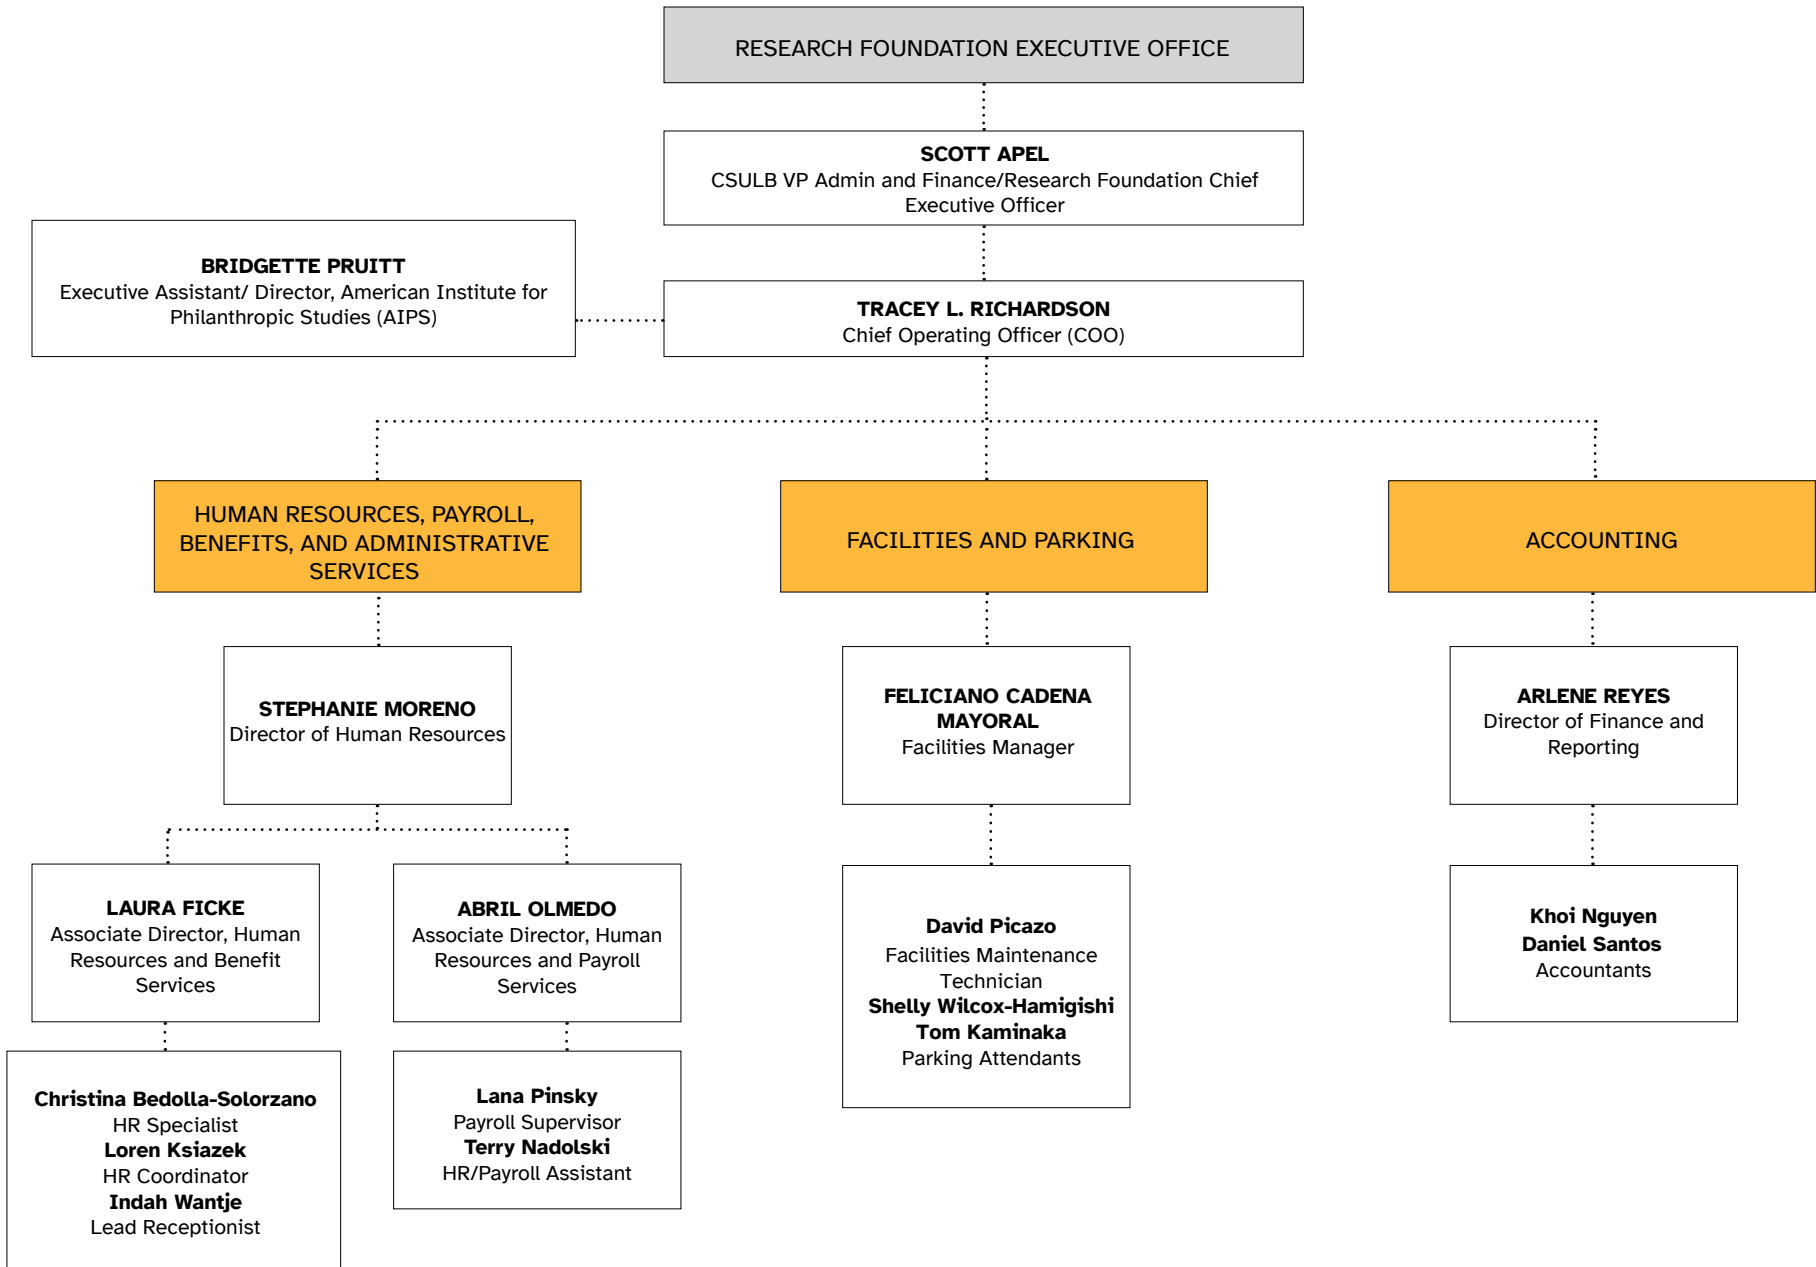 RESEARCH FOUNDATION EXECUTIVE OFFICE
SCOTT APEL
CSULB VP Admin and Finance/Research Foundation Chief
Executive Officer
BRIDGETTE PRUITT
Executive Assistant/ Director, American Institute for
Philanthropic Studies (AIPS)
TRACEY L. RICHARDSON
Chief Operating Officer (COO)
HUMAN RESOURCES, PAYROLL,
BENEFITS, AND ADMINISTRATIVE
SERVICES
STEPHANIE MORENO
Director of Human Resources
LAURA FICKE
Associate Director, Human
Resources and Benefit
Services
Christina Bedolla-Solorzano
HR Specialist
Loren Ksiazek
HR Coordinator
Indah Wantje
Lead Receptionist
ABRIL OLMEDO
Associate Director, Human
Resources and Payroll
Services
Lana Pinsky
Payroll Supervisor
Terry Nadolski
HR/Payroll Assistant
FACILITIES AND PARKING
FELICIANO CADENA
MAYORAL
Facilities Manager
David Picazo
Facilities Maintenance
Technician
Shelly Wilcox-Hamigishi
Tom Kaminaka
Parking Attendants
ACCOUNTING
ARLENE REYES
Director of Finance and
Reporting
Khoi Nguyen
Daniel Santos
Accountants